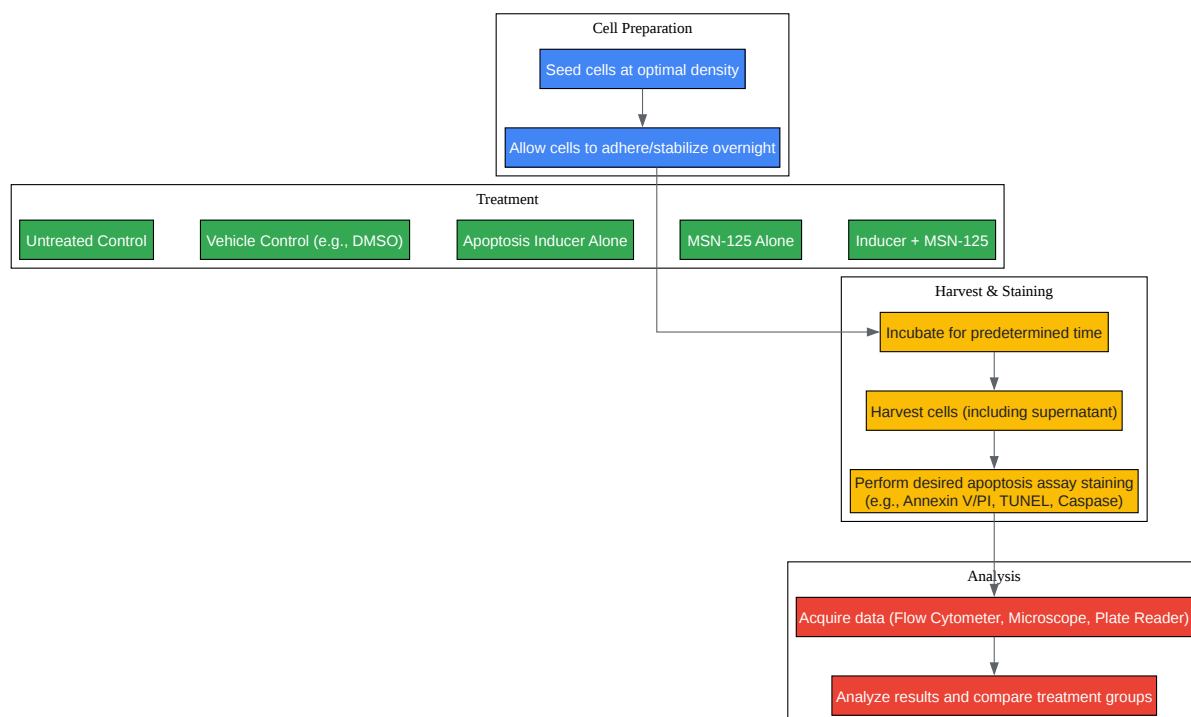 Cell Preparation
Seed cells at optimal density
Allow cells to adhere/stabilize overnight
Treatment
Untreated Control
Vehicle Control (e.g., DMSO)
Apoptosis Inducer Alone
MSN-125 Alone
Inducer + MSN-125
Harvest & Staining
Incubate for predetermined time
Harvest cells (including supernatant)
Perform desired apoptosis assay staining
(e.g., Annexin V/PI, TUNEL, Caspase)
Analysis
Acquire data (Flow Cytometer, Microscope, Plate Reader)
Analyze results and compare treatment groups